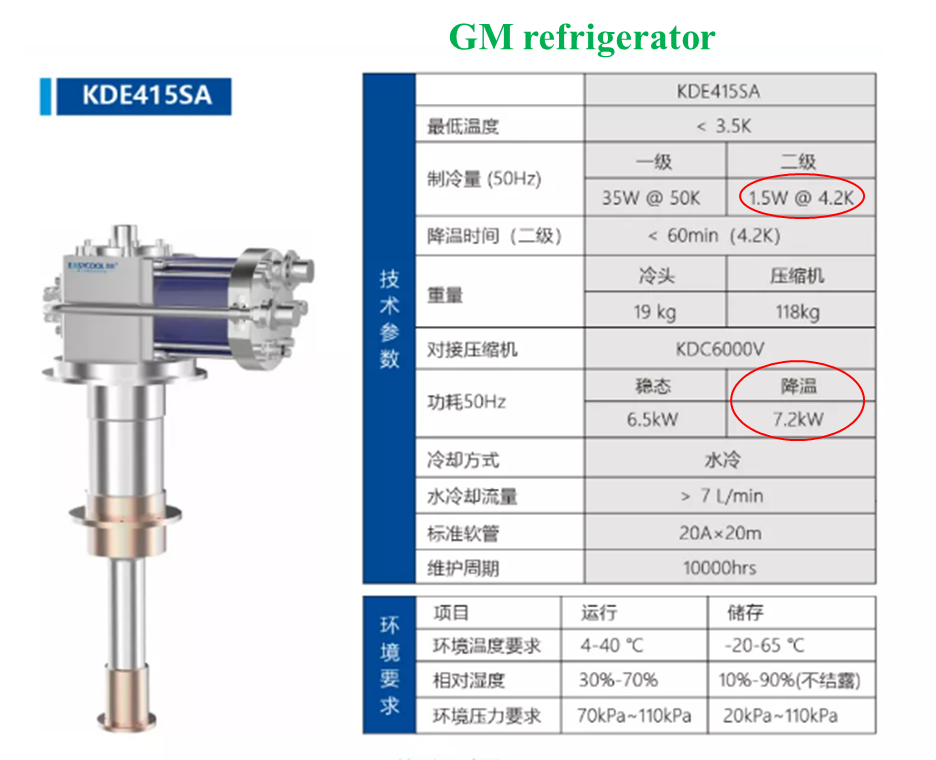 GM refrigerator
KDE415SA
EASYCOOL
技术参数
KDE415SA
最低温度 < 3.5K
制冷量 (50Hz) 一级 二级
35W @ 50K 1.5W @ 4.2K
降温时间（二级） < 60min（4.2K）
重量 冷头 压缩机
19 kg 118kg
对接压缩机 KDC6000V
功耗50Hz 稳态 降温
6.5kW 7.2kW
冷却方式 水冷
水冷却流量 > 7 L/min
标准软管 20A×20m
维护周期 10000hrs
环境要求
项目 运行 储存
环境温度要求 4-40 ℃ -20-65 ℃
相对湿度 30%-70% 10%-90%(不结露)
环境压力要求 70kPa~110kPa 20kPa~110kPa